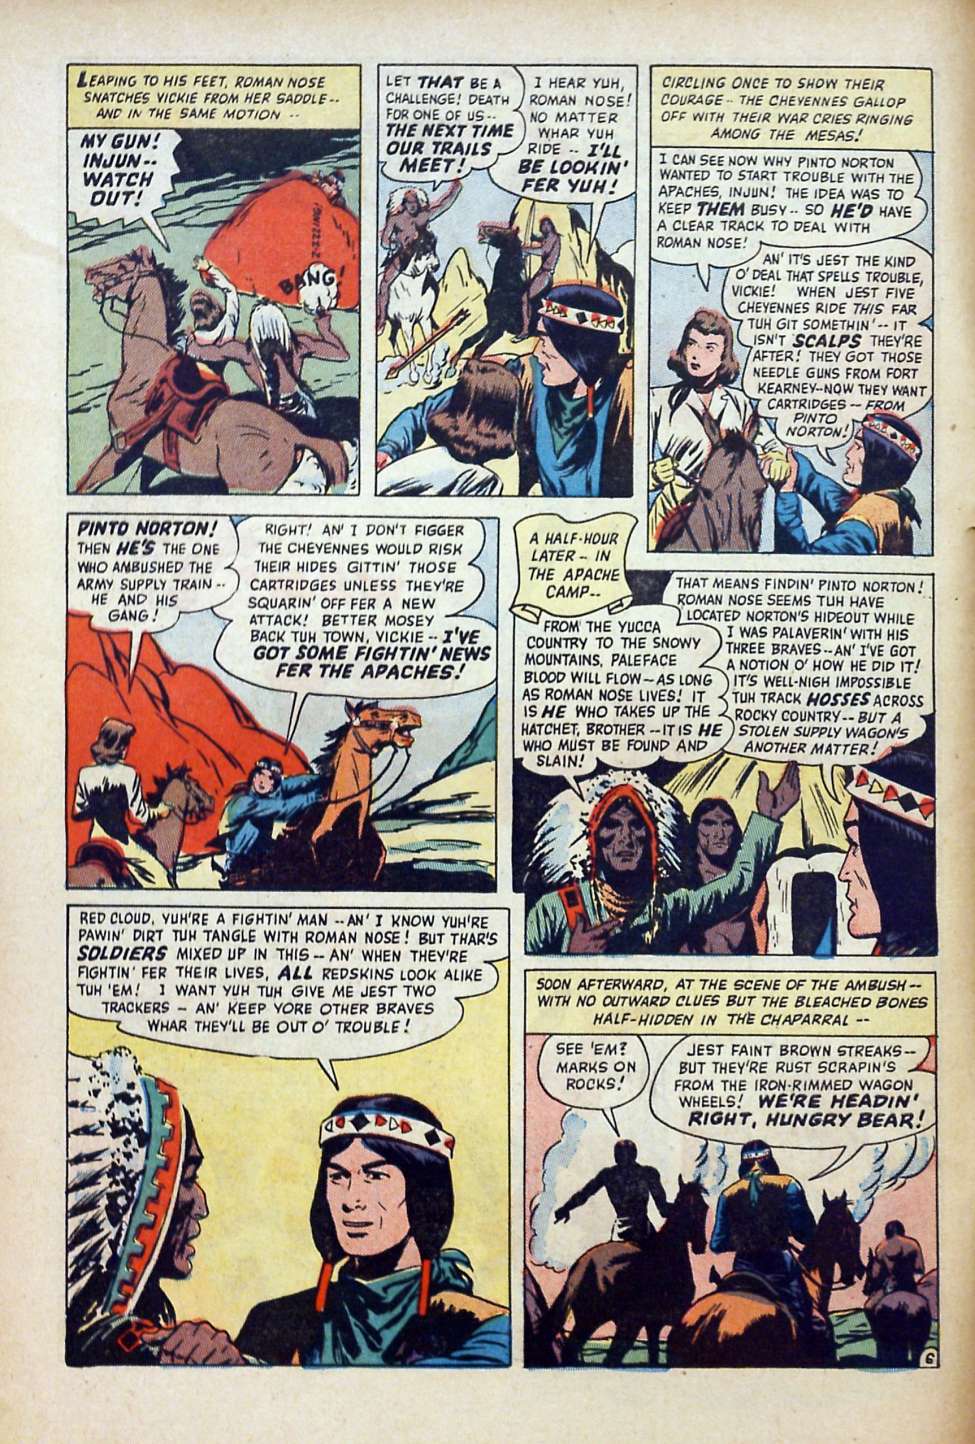 LEAPING TO HIS FEET, ROMAN NOSE
SNATCHES VICKIE FROM HER SADDLE--
AND IN THE SAME MOTION --
MY GUN!
INJUN--
WATCH
OUT!
BANG!
LET THAT BE A
CHALLENGE! DEATH
FOR ONE OF US--
THE NEXT TIME
OUR TRAILS
MEET!
I HEAR YUH,
ROMAN NOSE!
NO MATTER
WHAR YUH
RIDE -- I'LL
BE LOOKIN'
FER YUH!
CIRCLING ONCE TO SHOW THEIR
COURAGE -- THE CHEYENNES GALLOP
OFF WITH THEIR WAR CRIES RINGING
AMONG THE MESAS!
I CAN SEE NOW WHY PINTO NORTON
WANTED TO START TROUBLE WITH THE
APACHES, INJUN! THE IDEA WAS TO
KEEP THEM BUSY -- SO HE'D HAVE
A CLEAR TRACK TO DEAL WITH
ROMAN NOSE!
AN' IT'S JEST THE KIND
O' DEAL THAT SPELLS TROUBLE,
VICKIE! WHEN JEST FIVE
CHEYENNES RIDE THIS FAR
TUH GIT SOMETHIN' -- IT
ISN'T SCALPS THEY'RE
AFTER! THEY GOT THOSE
NEEDLE GUNS FROM FORT
KEARNEY--NOW THEY WANT
CARTRIDGES -- FROM
PINTO
NORTON!
PINTO NORTON!
THEN HE'S THE ONE
WHO AMBUSHED THE
ARMY SUPPLY TRAIN --
HE AND HIS
GANG!
RIGHT! AN' I DON'T FIGGER
THE CHEYENNES WOULD RISK
THEIR HIDES GITTIN' THOSE
CARTRIDGES UNLESS THEY'RE
SQUARIN' OFF FER A NEW
ATTACK! BETTER MOSEY
BACK TUH TOWN, VICKIE -- I'VE
GOT SOME FIGHTIN' NEWS
FER THE APACHES!
A HALF-HOUR
LATER -- IN
THE APACHE
CAMP--
FROM THE YUCCA
COUNTRY TO THE SNOWY
MOUNTAINS, PALEFACE
BLOOD WILL FLOW -- AS LONG
AS ROMAN NOSE LIVES! IT
IS HE WHO TAKES UP THE
HATCHET, BROTHER -- IT IS HE
WHO MUST BE FOUND AND
SLAIN!
THAT MEANS FINDIN' PINTO NORTON!
ROMAN NOSE SEEMS TUH HAVE
LOCATED NORTON'S HIDEOUT WHILE
I WAS PALAVERIN' WITH HIS
THREE BRAVES -- AN' I'VE GOT
A NOTION O' HOW HE DID IT!
IT'S WELL-NIGH IMPOSSIBLE
TUH TRACK HOSSES ACROSS
ROCKY COUNTRY -- BUT A
STOLEN SUPPLY WAGON'S
ANOTHER MATTER!
RED CLOUD, YUH'RE A FIGHTIN' MAN -- AN' I KNOW YUH'RE
PAWIN' DIRT TUH TANGLE WITH ROMAN NOSE! BUT THAR'S
SOLDIERS MIXED UP IN THIS -- AN' WHEN THEY'RE
FIGHTIN' FER THEIR LIVES, ALL REDSKINS LOOK ALIKE
TUH 'EM! I WANT YUH TUH GIVE ME JEST TWO
TRACKERS -- AN' KEEP YORE OTHER BRAVES
WHAR THEY'LL BE OUT O' TROUBLE!
SOON AFTERWARD, AT THE SCENE OF THE AMBUSH --
WITH NO OUTWARD CLUES BUT THE BLEACHED BONES
HALF-HIDDEN IN THE CHAPARRAL --
SEE 'EM?
MARKS ON
ROCKS!
JEST FAINT BROWN STREAKS--
BUT THEY'RE RUST SCRAPIN'S
FROM THE IRON-RIMMED WAGON
WHEELS! WE'RE HEADIN'
RIGHT, HUNGRY BEAR!
6